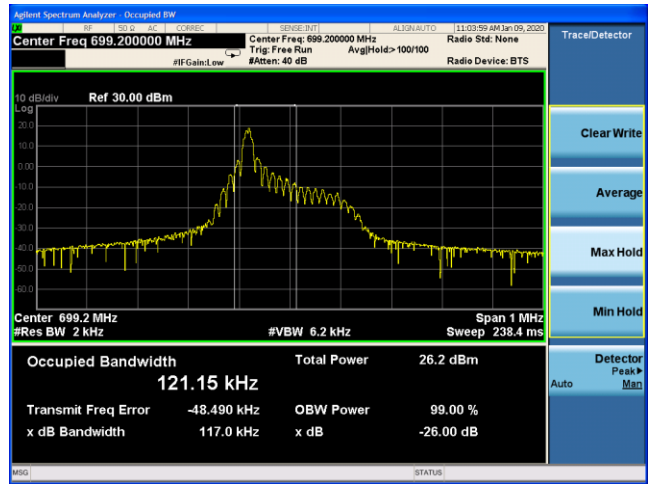 Agilent Spectrum Analyzer - Occupied BW
RF 50 Ω AC CORREC SENSE:INT ALIGNAUTO 11:03:59 AM Jan 09, 2020
Center Freq 699.200000 MHz Center Freq: 699.200000 MHz Radio Std: None Trace/Detector
Trig: Free Run Avg|Hold:>100/100
#IFGain:Low #Atten: 40 dB Radio Device: BTS
10 dB/div Ref 30.00 dBm
Log
20.0
10.0
0.00
-10.0
-20.0
-30.0
-40.0
-50.0
-60.0
Clear Write
Average
Max Hold
Min Hold
Center 699.2 MHz Span 1 MHz
#Res BW 2 kHz #VBW 6.2 kHz Sweep 238.4 ms
Occupied Bandwidth Total Power 26.2 dBm
121.15 kHz
Transmit Freq Error -48.490 kHz OBW Power 99.00 %
x dB Bandwidth 117.0 kHz x dB -26.00 dB
Detector
Peak▶
Auto Man
MSG STATUS